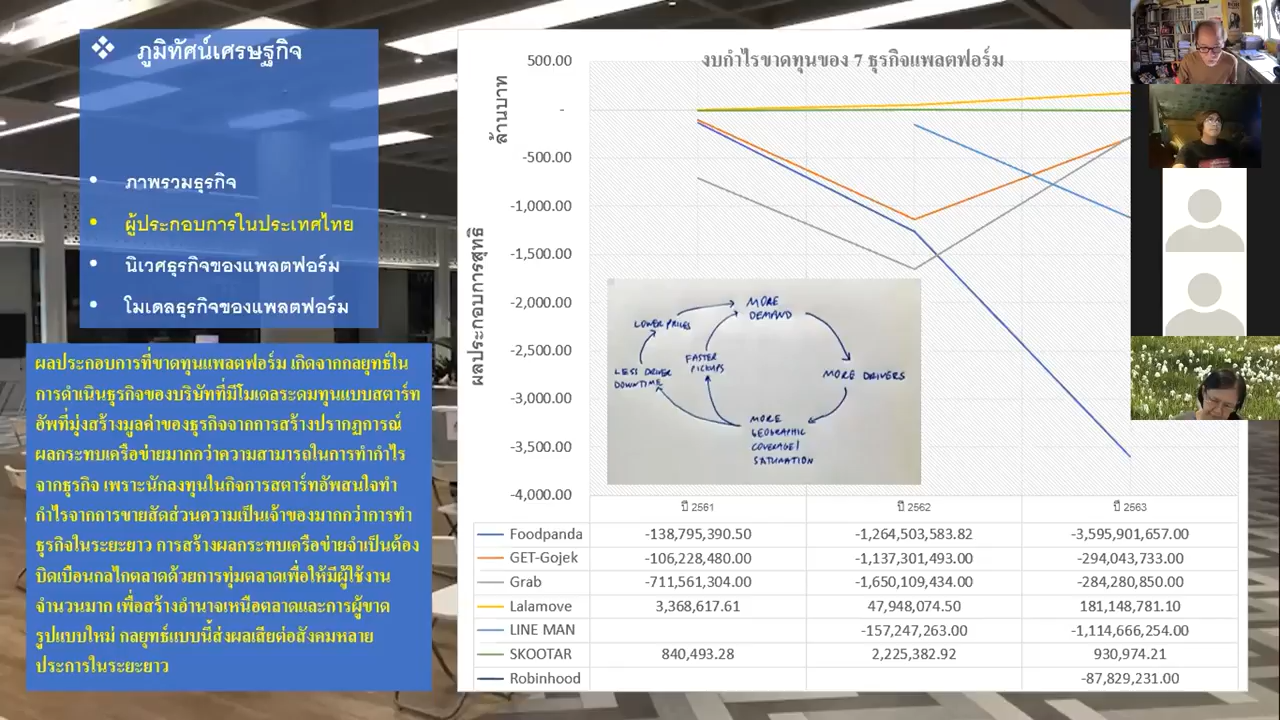 ❖ ภูมิทัศน์เศรษฐกิจ
• ภาพรวมธุรกิจ
• ผู้ประกอบการในประเทศไทย
• นิเวศธุรกิจของแพลตฟอร์ม
• โมเดลธุรกิจของแพลตฟอร์ม
ผลประกอบการที่ขาดทุนแพลตฟอร์ม เกิดจากกลยุทธ์ใน
การดำเนินธุรกิจของบริษัทที่มีโมเดลระดมทุนแบบสตาร์ท
อัพที่มุ่งสร้างมูลค่าของธุรกิจจากการสร้างปรากฏการณ์
ผลกระทบเครือข่ายมากกว่าความสามารถในการทำกำไร
จากธุรกิจ เพราะนักลงทุนในกิจการสตาร์ทอัพสนใจทำ
กำไรจากการขายสัดส่วนความเป็นเจ้าของมากกว่าการทำ
ธุรกิจในระยะยาว การสร้างผลกระทบเครือข่ายจำเป็นต้อง
บิดเบือนกลไกตลาดด้วยการทุ่มตลาดเพื่อให้มีผู้ใช้งาน
จำนวนมาก เพื่อสร้างอำนาจเหนือตลาดและการผู้ขาด
รูปแบบใหม่ กลยุทธ์แบบนี้ส่งผลเสียต่อสังคมหลาย
ประการในระยะยาว
งบกำไรขาดทุนของ 7 ธุรกิจแพลตฟอร์ม
ล้านบาท
ผลประกอบการสุทธิ
500.00
-
-500.00
-1,000.00
-1,500.00
-2,000.00
-2,500.00
-3,000.00
-3,500.00
-4,000.00
MORE
DEMAND
LOWER PRICES
FASTER
PICKUPS
LESS DRIVER
DOWNTIME
MORE DRIVERS
MORE
GEOGRAPHIC
COVERAGE/
SATURATION
ปี 2561 ปี 2562 ปี 2563
Foodpanda -138,795,390.50 -1,264,503,583.82 -3,595,901,657.00
GET-Gojek -106,228,480.00 -1,137,301,493.00 -294,043,733.00
Grab -711,561,304.00 -1,650,109,434.00 -284,280,850.00
Lalamove 3,368,617.61 47,948,074.50 181,148,781.10
LINE MAN -157,247,263.00 -1,114,666,254.00
SKOOTAR 840,493.28 2,225,382.92 930,974.21
Robinhood -87,829,231.00